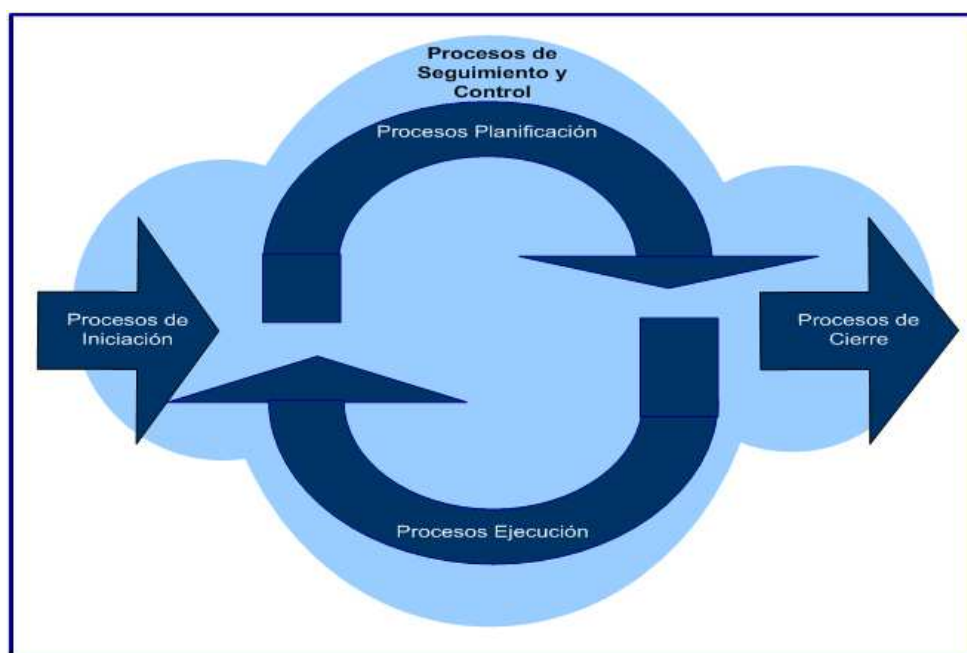 Procesos de
Seguimiento y
Control
Procesos Planificación
Procesos de
Iniciación
Procesos de
Cierre
Procesos Ejecución